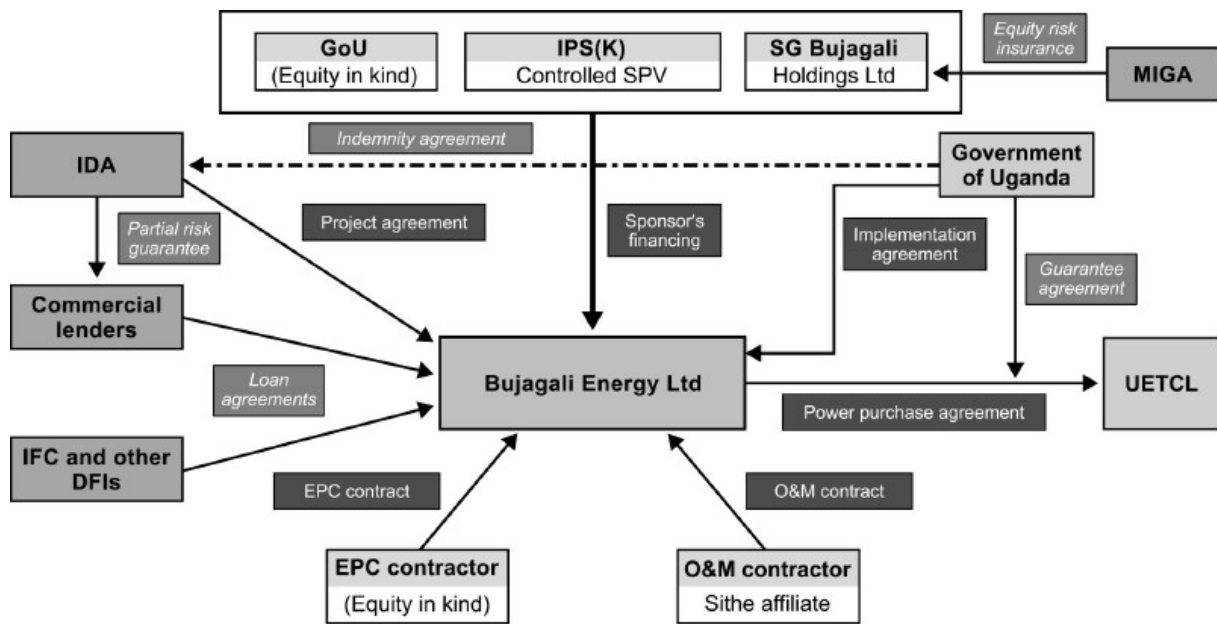 GoU
(Equity in kind)
IPS(K)
Controlled SPV
SG Bujagali
Holdings Ltd
Equity risk
insurance
MIGA
Indemnity agreement
IDA
Government
of Uganda
Partial risk
guarantee
Project agreement
Sponsor's
financing
Implementation
agreement
Guarantee
agreement
Commercial
lenders
Bujagali Energy Ltd
UETCL
Loan
agreements
Power purchase agreement
IFC and other
DFIs
EPC contract
O&M contract
EPC contractor
(Equity in kind)
O&M contractor
Sithe affiliate